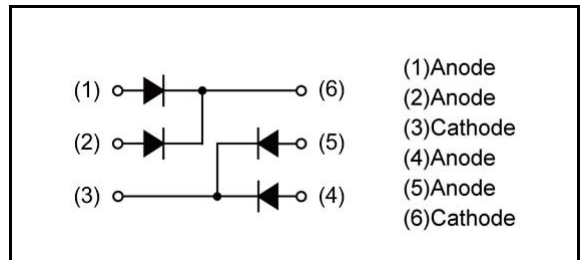 (1) (6)
(2) (5)
(3) (4)
(1)Anode
(2)Anode
(3)Cathode
(4)Anode
(5)Anode
(6)Cathode